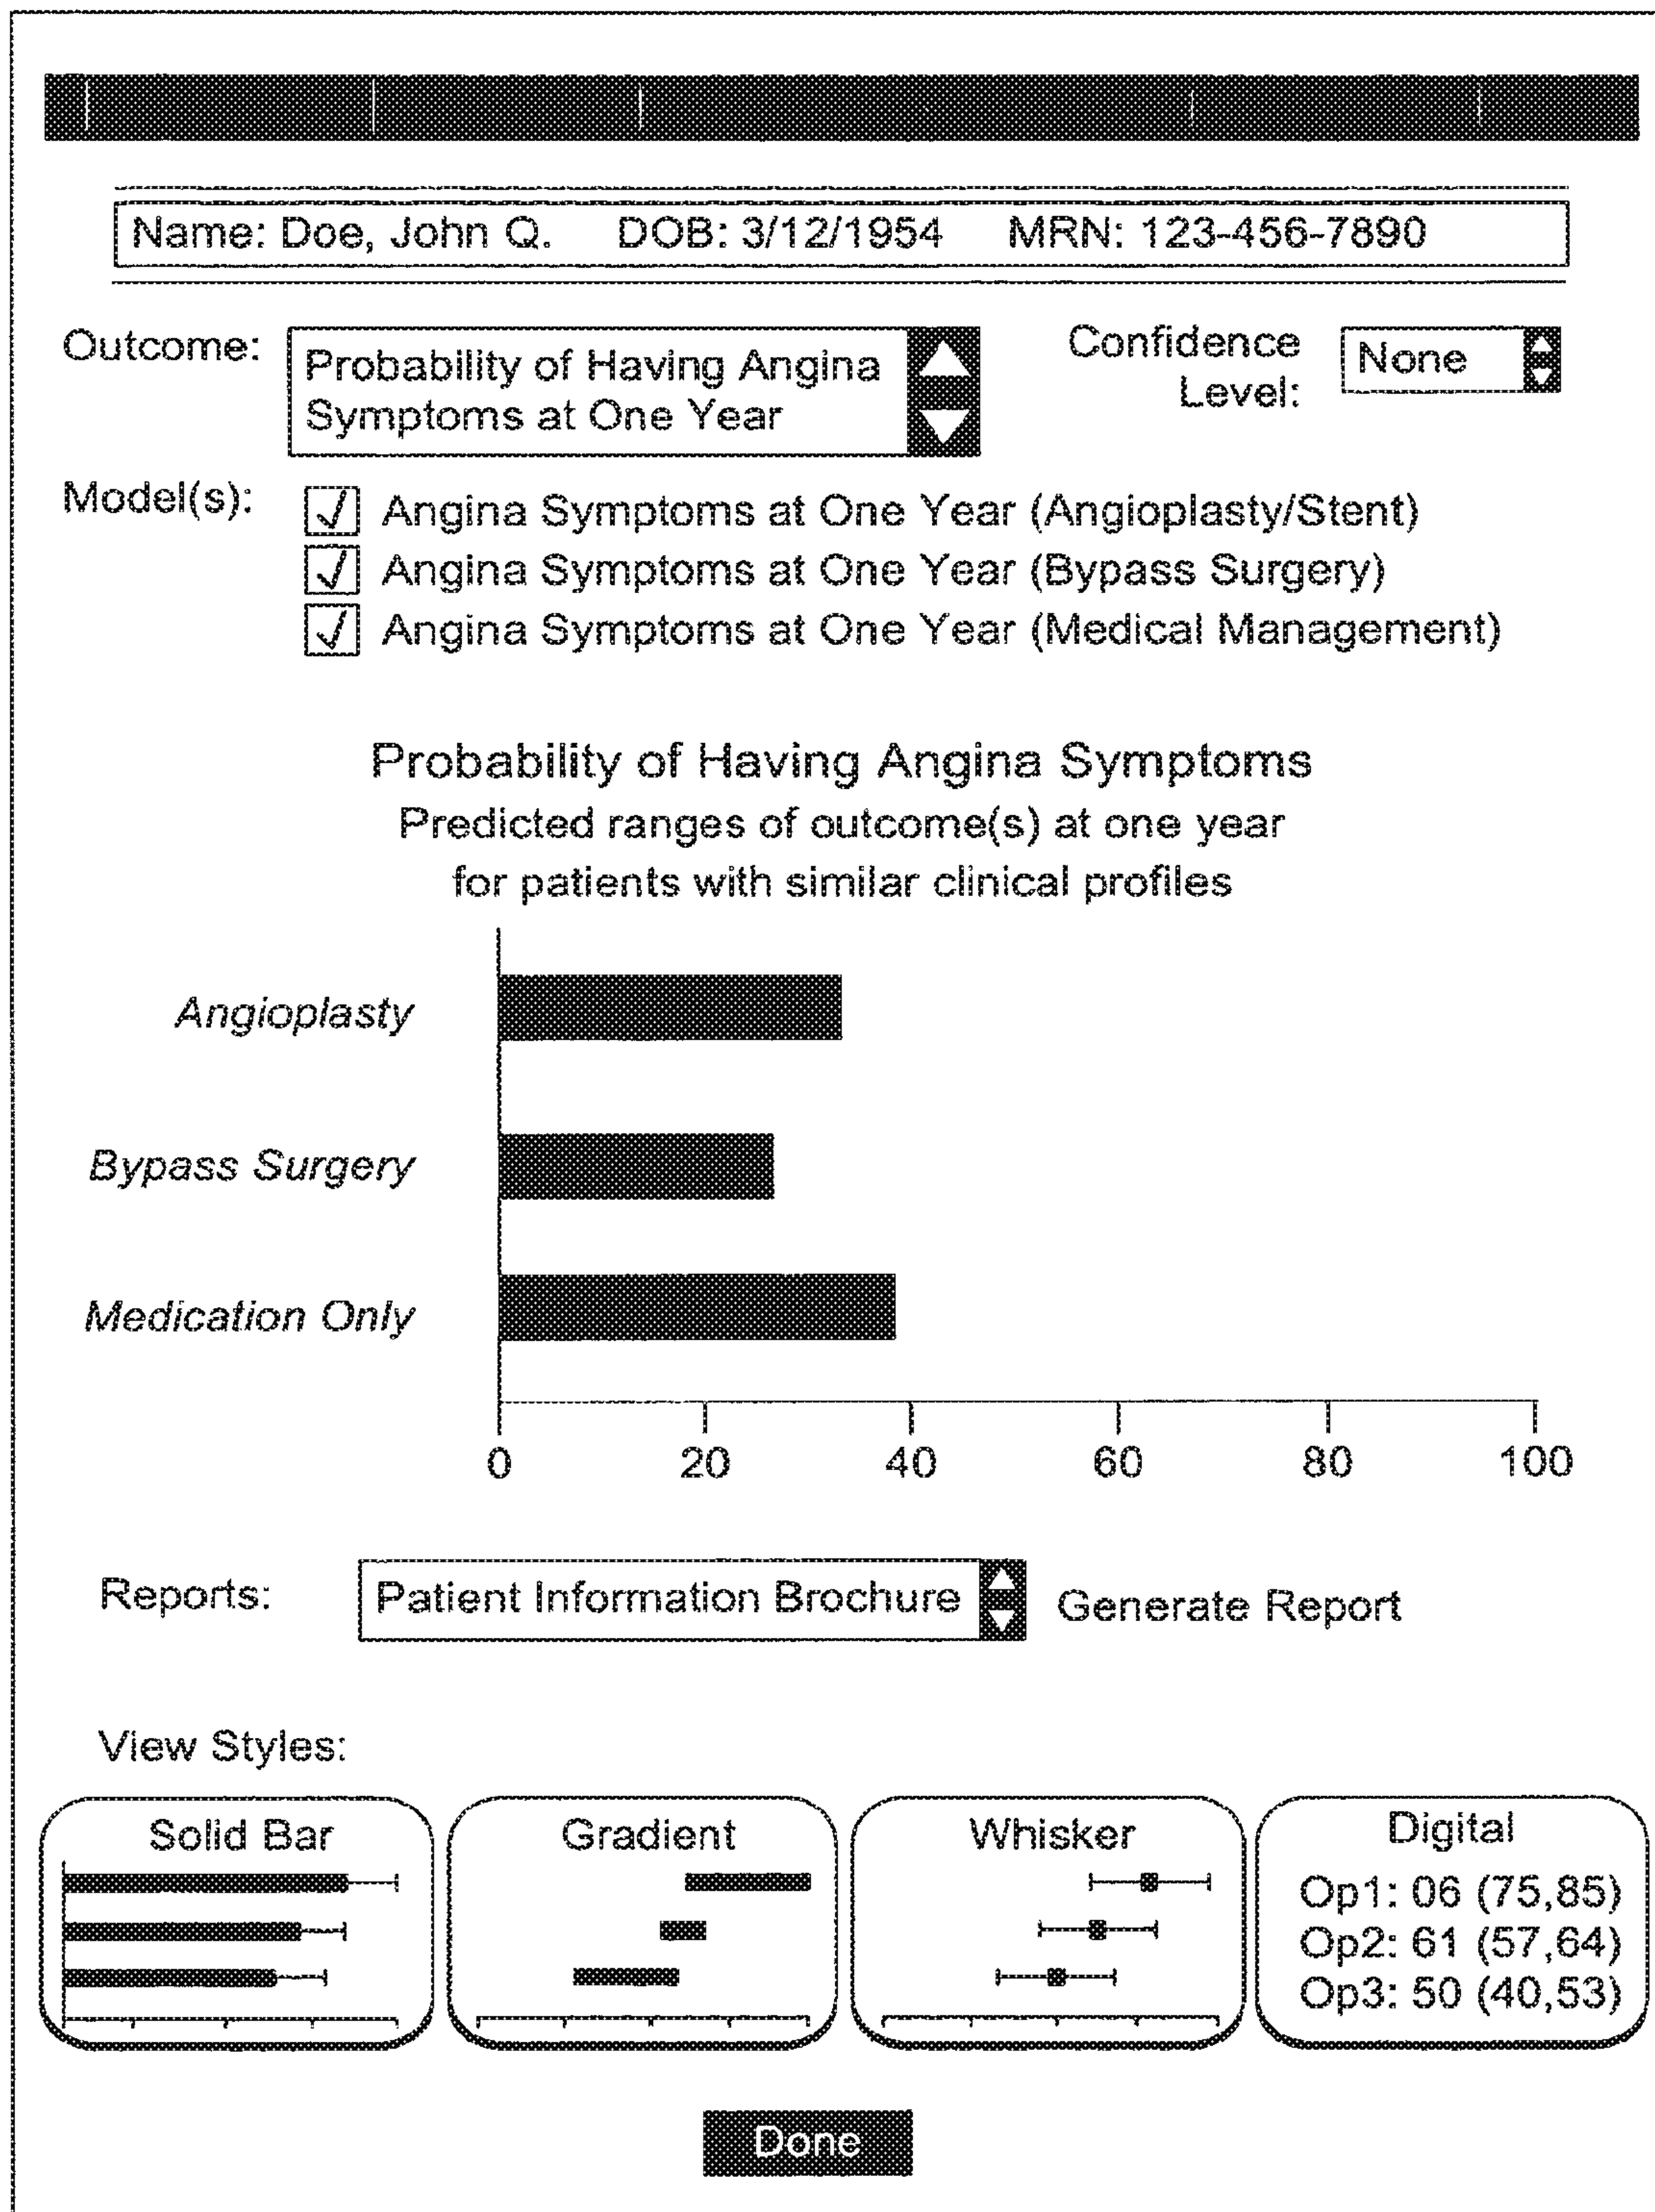 Name: Doe, John Q. DOB: 3/12/1954 MRN: 123-456-7890
Outcome: Probability of Having Angina
Symptoms at One Year
Confidence
Level: None
Model(s): Angina Symptoms at One Year (Angioplasty/Stent)
Angina Symptoms at One Year (Bypass Surgery)
Angina Symptoms at One Year (Medical Management)
Probability of Having Angina Symptoms
Predicted ranges of outcome(s) at one year
for patients with similar clinical profiles
Angioplasty
Bypass Surgery
Medication Only
0 20 40 60 80 100
Reports: Patient Information Brochure Generate Report
View Styles:
Solid Bar
Gradient
Whisker
Digital
Op1: 06 (75,85)
Op2: 61 (57,64)
Op3: 50 (40,53)
Done